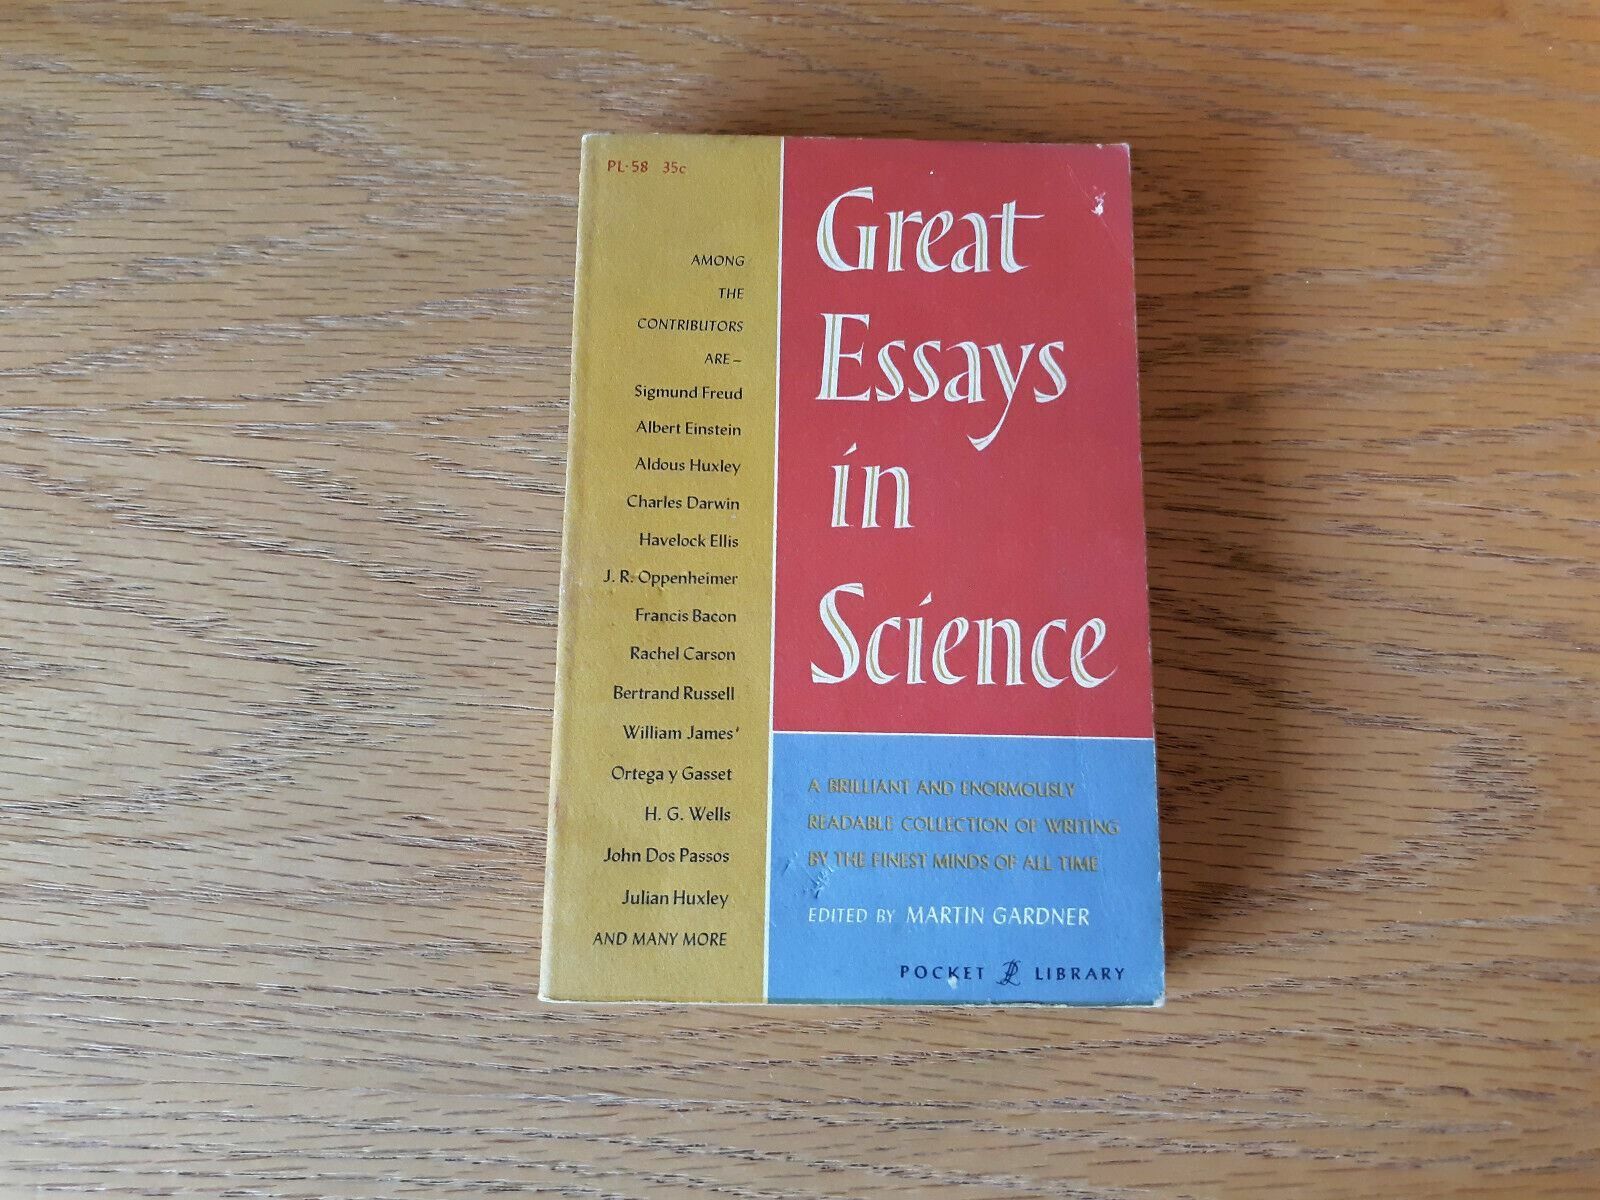 PL-58 35c
AMONG
THE
CONTRIBUTORS
ARE –
Sigmund Freud
Albert Einstein
Aldous Huxley
Charles Darwin
Havelock Ellis
J. R. Oppenheimer
Francis Bacon
Rachel Carson
Bertrand Russell
William James'
Ortega y Gasset
H. G. Wells
John Dos Passos
Julian Huxley
AND MANY MORE
Great
Essays
in
Science
A BRILLIANT AND ENORMOUSLY
READABLE COLLECTION OF WRITING
BY THE FINEST MINDS OF ALL TIME
EDITED BY MARTIN GARDNER
POCKET PL LIBRARY